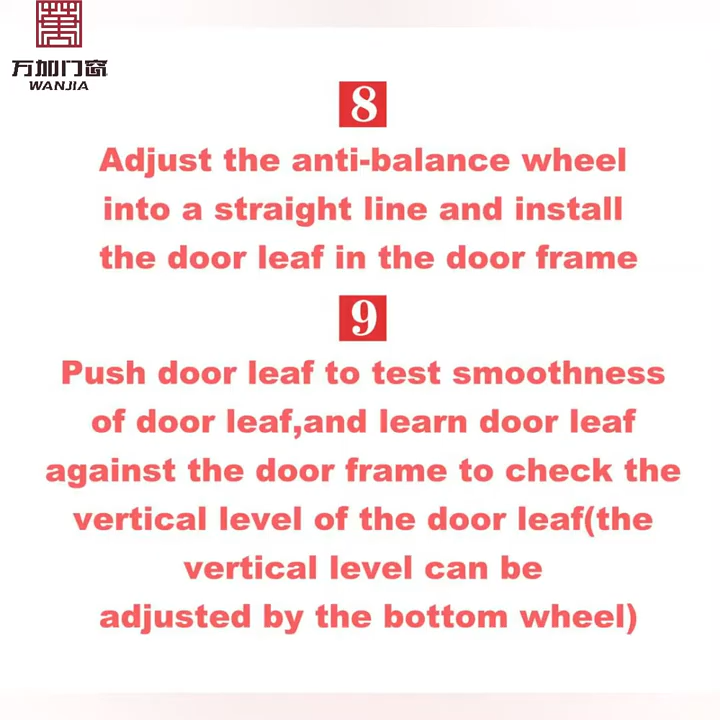 万加门窗
WANJIA
8
Adjust the anti-balance wheel
into a straight line and install
the door leaf in the door frame
9
Push door leaf to test smoothness
of door leaf,and learn door leaf
against the door frame to check the
vertical level of the door leaf(the
vertical level can be
adjusted by the bottom wheel)